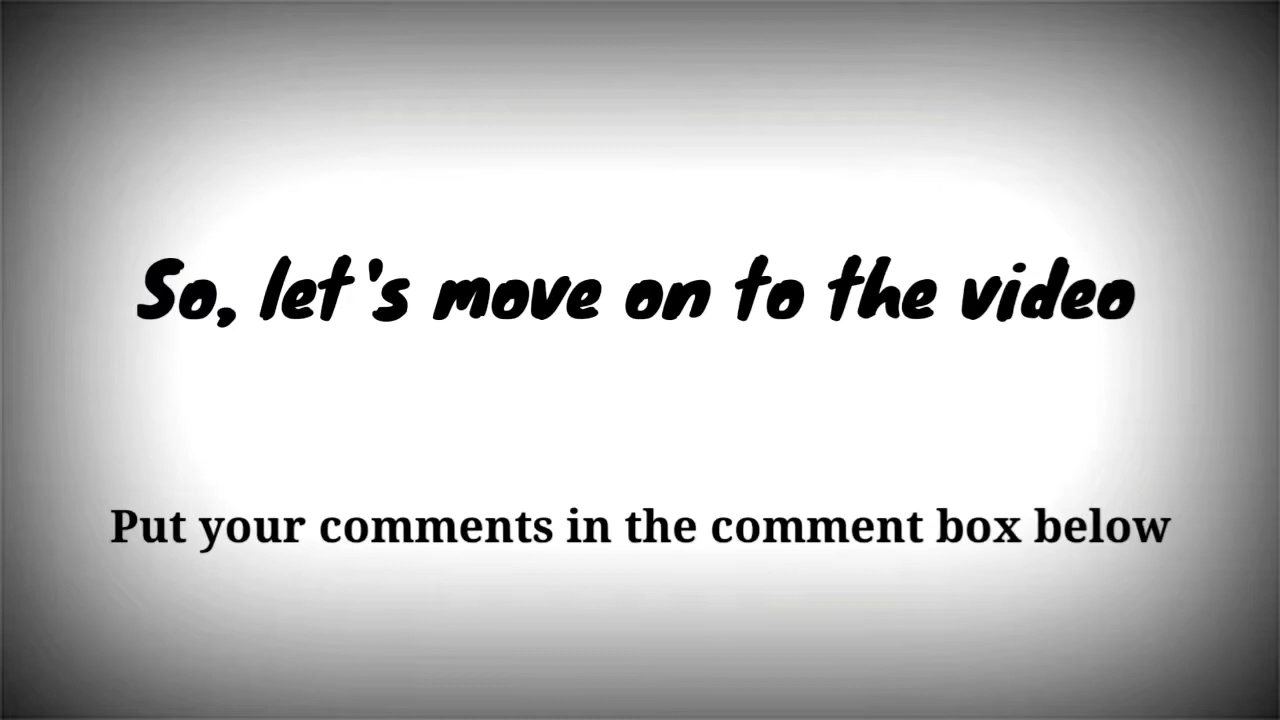 So, let's move on to the video
Put your comments in the comment box below